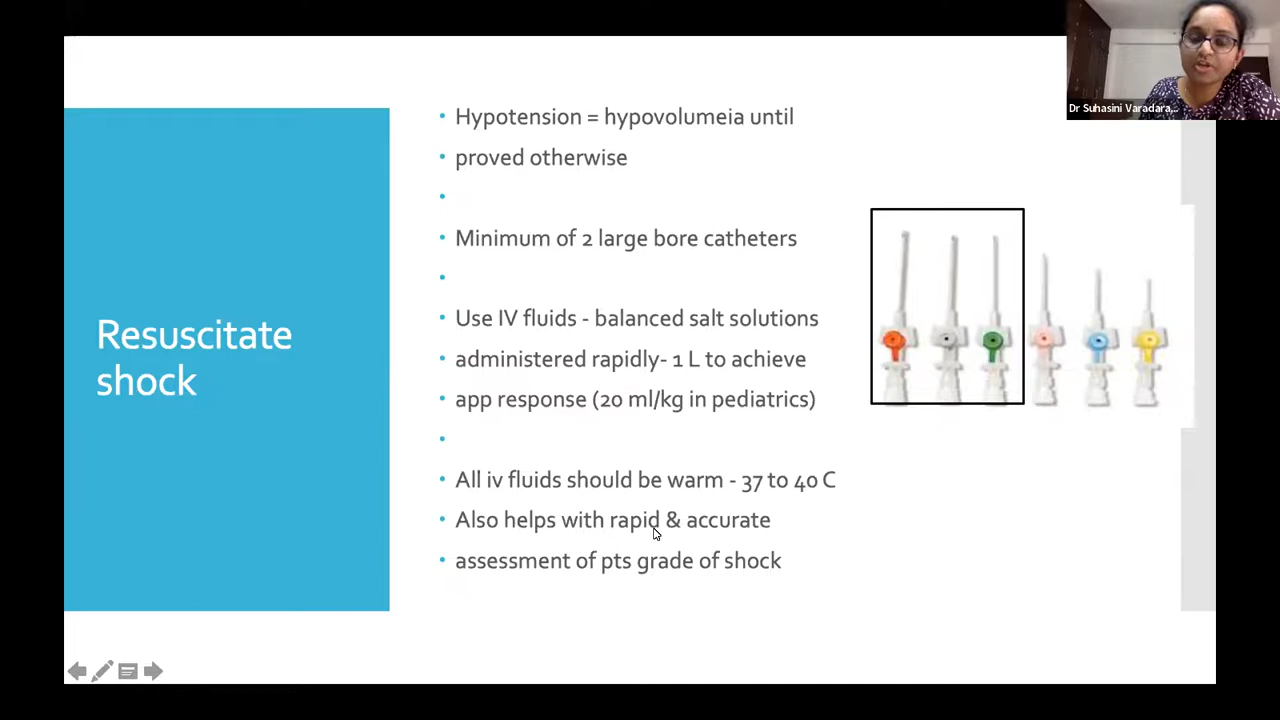 Dr Suhasini Varadara...
Resuscitate
shock
• Hypotension = hypovolumeia until
• proved otherwise
•
• Minimum of 2 large bore catheters
•
• Use IV fluids - balanced salt solutions
• administered rapidly- 1 L to achieve
• app response (20 ml/kg in pediatrics)
•
• All iv fluids should be warm - 37 to 40 C
• Also helps with rapid & accurate
• assessment of pts grade of shock